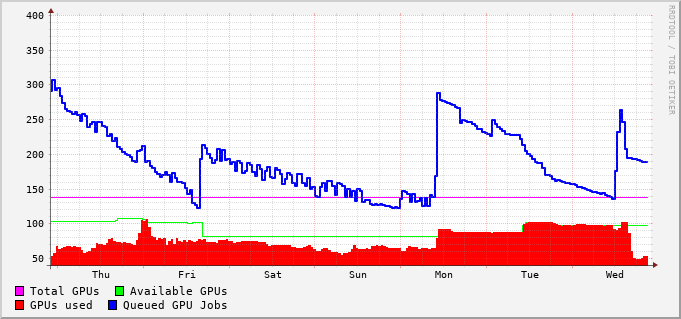 400
350
300
250
200
150
100
50
Thu Fri Sat Sun Mon Tue Wed
Total GPUs Available GPUs
GPUs used Queued GPU Jobs
RRDTOOL / TOBI OETIKER